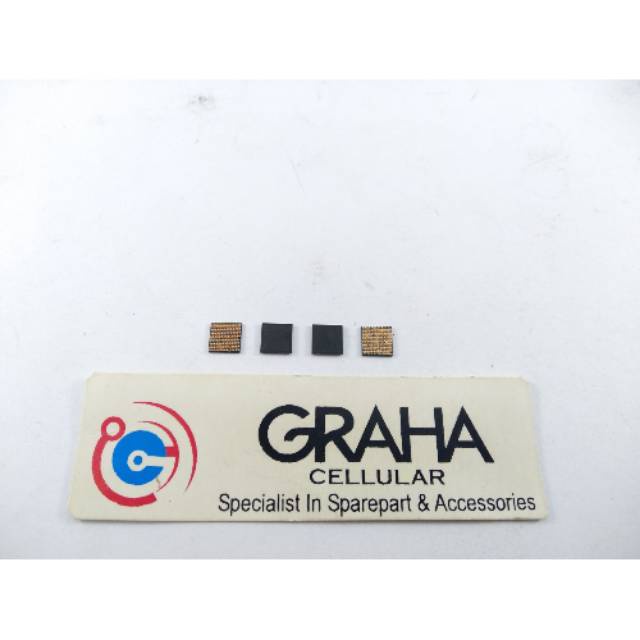 GRAHA
CELLULAR
Specialist In Sparepart & Accessories